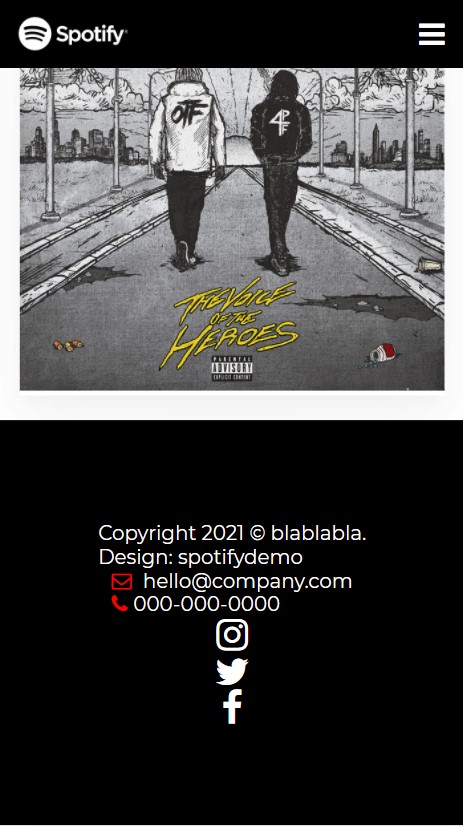 Spotify®
OTF
4PF
THE VOICE
OF THE
HEROES
PARENTAL
ADVISORY
EXPLICIT CONTENT
Copyright 2021 © blablabla.
Design: spotifydemo
hello@company.com
000-000-0000